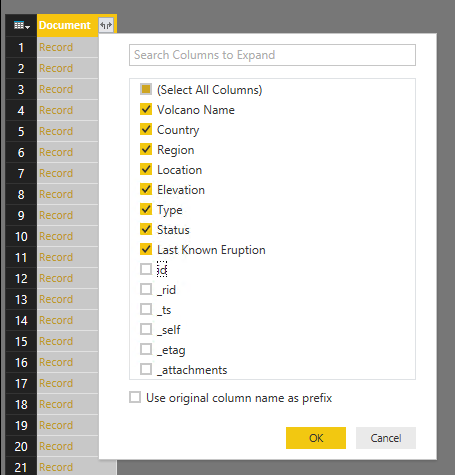 Document
Search Columns to Expand
(Select All Columns)
Volcano Name
Country
Region
Location
Elevation
Type
Status
Last Known Eruption
id
_rid
_ts
_self
_etag
_attachments
Use original column name as prefix
OK Cancel
1 Record
2 Record
3 Record
4 Record
5 Record
6 Record
7 Record
8 Record
9 Record
10 Record
11 Record
12 Record
13 Record
14 Record
15 Record
16 Record
17 Record
18 Record
19 Record
20 Record
21 Record